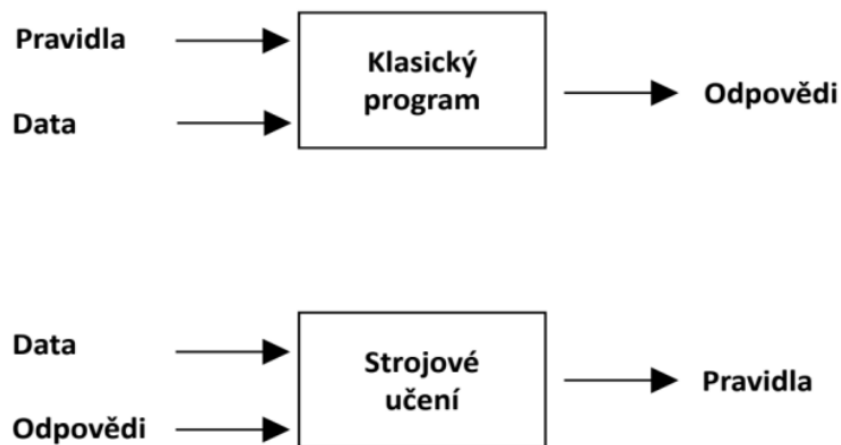 Pravidla
Data
Klasický
program
Odpovědi
Data
Odpovědi
Strojové
učení
Pravidla